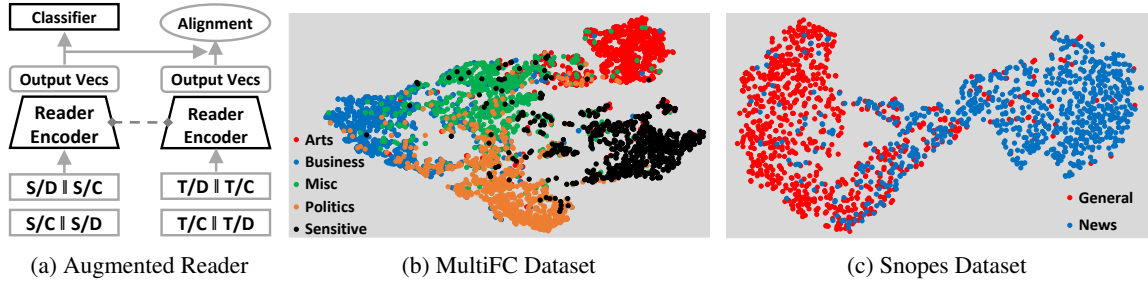 Classifier
Alignment
Output Vecs
Output Vecs
Reader
Encoder
Reader
Encoder
S/D ‖ S/C
T/D ‖ T/C
S/C ‖ S/D
T/C ‖ T/D
(a) Augmented Reader
Arts
Business
Misc
Politics
Sensitive
(b) MultiFC Dataset
General
News
(c) Snopes Dataset